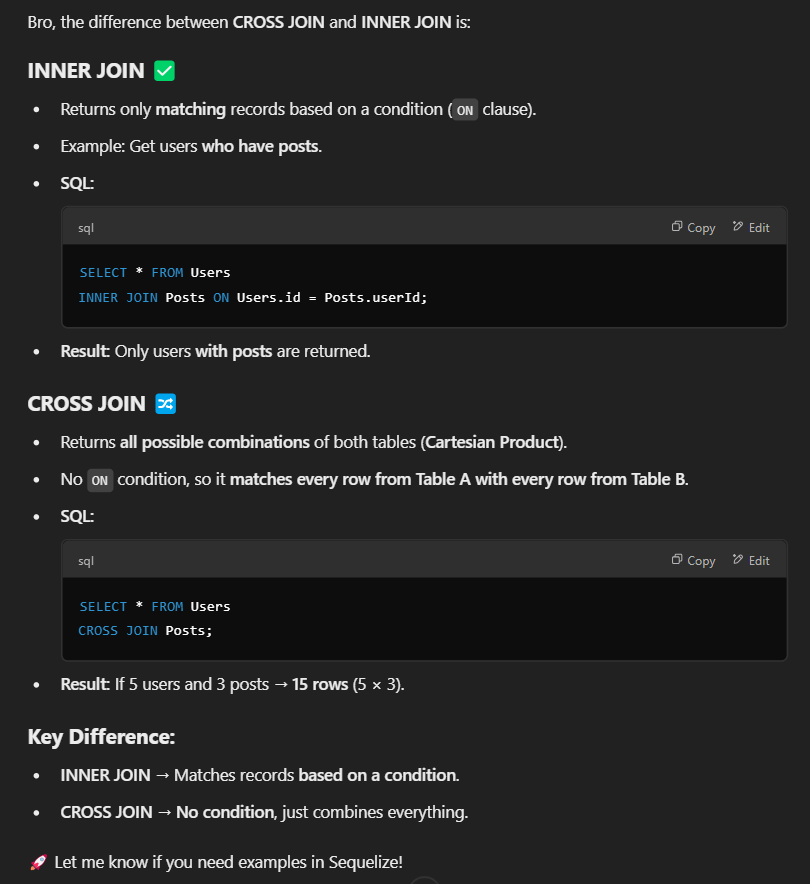 Bro, the difference between CROSS JOIN and INNER JOIN is:
INNER JOIN ✅
• Returns only matching records based on a condition (ON clause).
• Example: Get users who have posts.
• SQL:
sql Copy Edit
SELECT * FROM Users
INNER JOIN Posts ON Users.id = Posts.userId;
• Result: Only users with posts are returned.
CROSS JOIN 🔀
• Returns all possible combinations of both tables (Cartesian Product).
• No ON condition, so it matches every row from Table A with every row from Table B.
• SQL:
sql Copy Edit
SELECT * FROM Users
CROSS JOIN Posts;
• Result: If 5 users and 3 posts → 15 rows (5 × 3).
Key Difference:
• INNER JOIN → Matches records based on a condition.
• CROSS JOIN → No condition, just combines everything.
🚀 Let me know if you need examples in Sequelize!